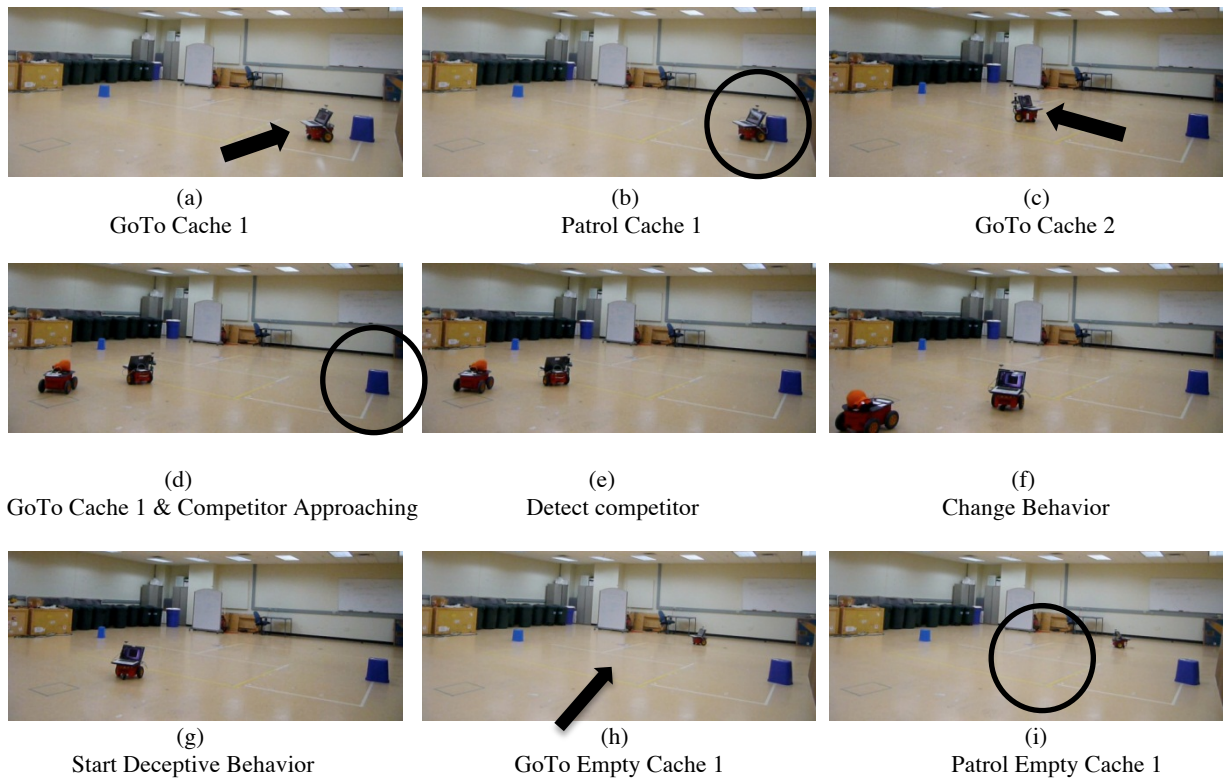 (a)
GoTo Cache 1
(b)
Patrol Cache 1
(c)
GoTo Cache 2
(d)
GoTo Cache 1 & Competitor Approaching
(e)
Detect competitor
(f)
Change Behavior
(g)
Start Deceptive Behavior
(h)
GoTo Empty Cache 1
(i)
Patrol Empty Cache 1